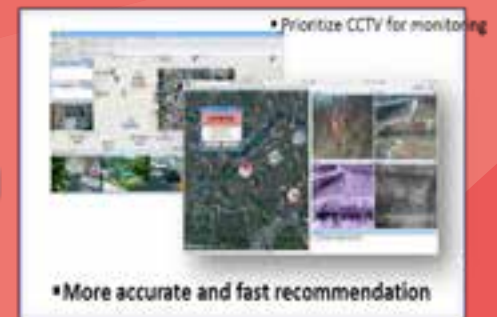 ▪ Prioritize CCTV for monitoring
▪More accurate and fast recommendation